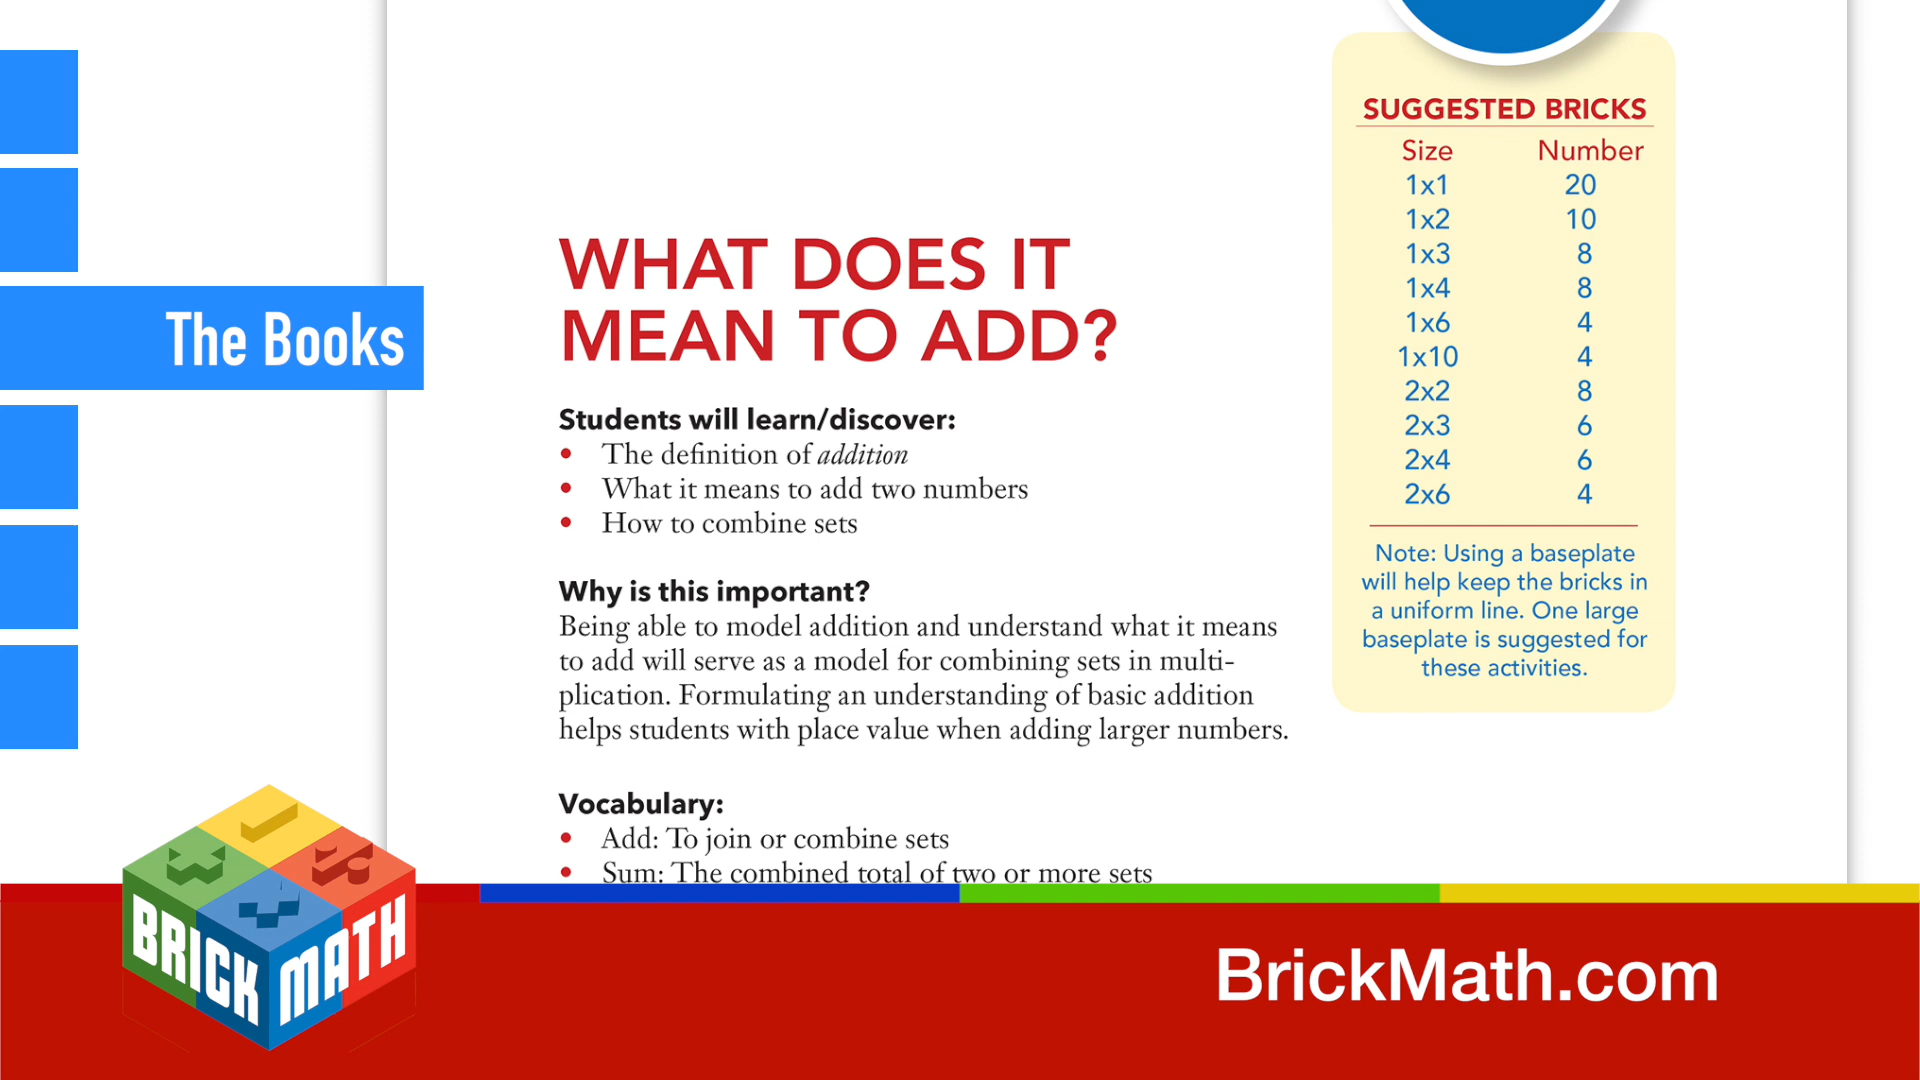 The Books
WHAT DOES IT
MEAN TO ADD?
Students will learn/discover:
• The definition of addition
• What it means to add two numbers
• How to combine sets
Why is this important?
Being able to model addition and understand what it means
to add will serve as a model for combining sets in multi-
plication. Formulating an understanding of basic addition
helps students with place value when adding larger numbers.
Vocabulary:
• Add: To join or combine sets
• Sum: The combined total of two or more sets
SUGGESTED BRICKS
Size Number
1x1 20
1x2 10
1x3 8
1x4 8
1x6 4
1x10 4
2x2 8
2x3 6
2x4 6
2x6 4
Note: Using a baseplate
will help keep the bricks in
a uniform line. One large
baseplate is suggested for
these activities.
BRICK MATH
BrickMath.com